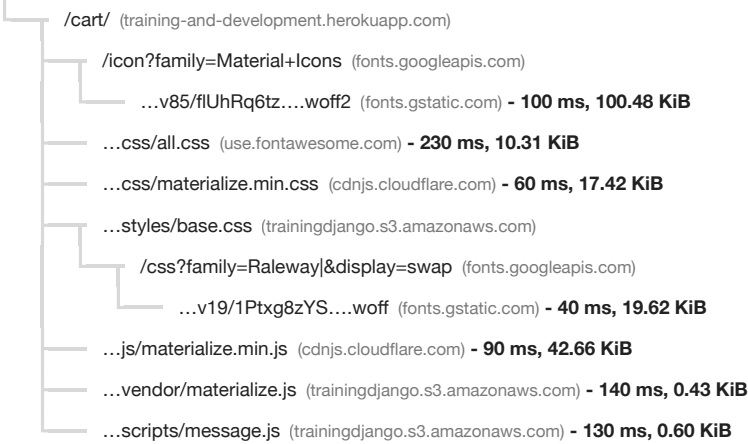 /cart/ (training-and-development.herokuapp.com)
/icon?family=Material+Icons (fonts.googleapis.com)
…v85/flUhRq6tz….woff2 (fonts.gstatic.com) - 100 ms, 100.48 KiB
…css/all.css (use.fontawesome.com) - 230 ms, 10.31 KiB
…css/materialize.min.css (cdnjs.cloudflare.com) - 60 ms, 17.42 KiB
…styles/base.css (trainingdjango.s3.amazonaws.com)
/css?family=Raleway|&display=swap (fonts.googleapis.com)
…v19/1Ptxg8zYS….woff (fonts.gstatic.com) - 40 ms, 19.62 KiB
…js/materialize.min.js (cdnjs.cloudflare.com) - 90 ms, 42.66 KiB
…vendor/materialize.js (trainingdjango.s3.amazonaws.com) - 140 ms, 0.43 KiB
…scripts/message.js (trainingdjango.s3.amazonaws.com) - 130 ms, 0.60 KiB